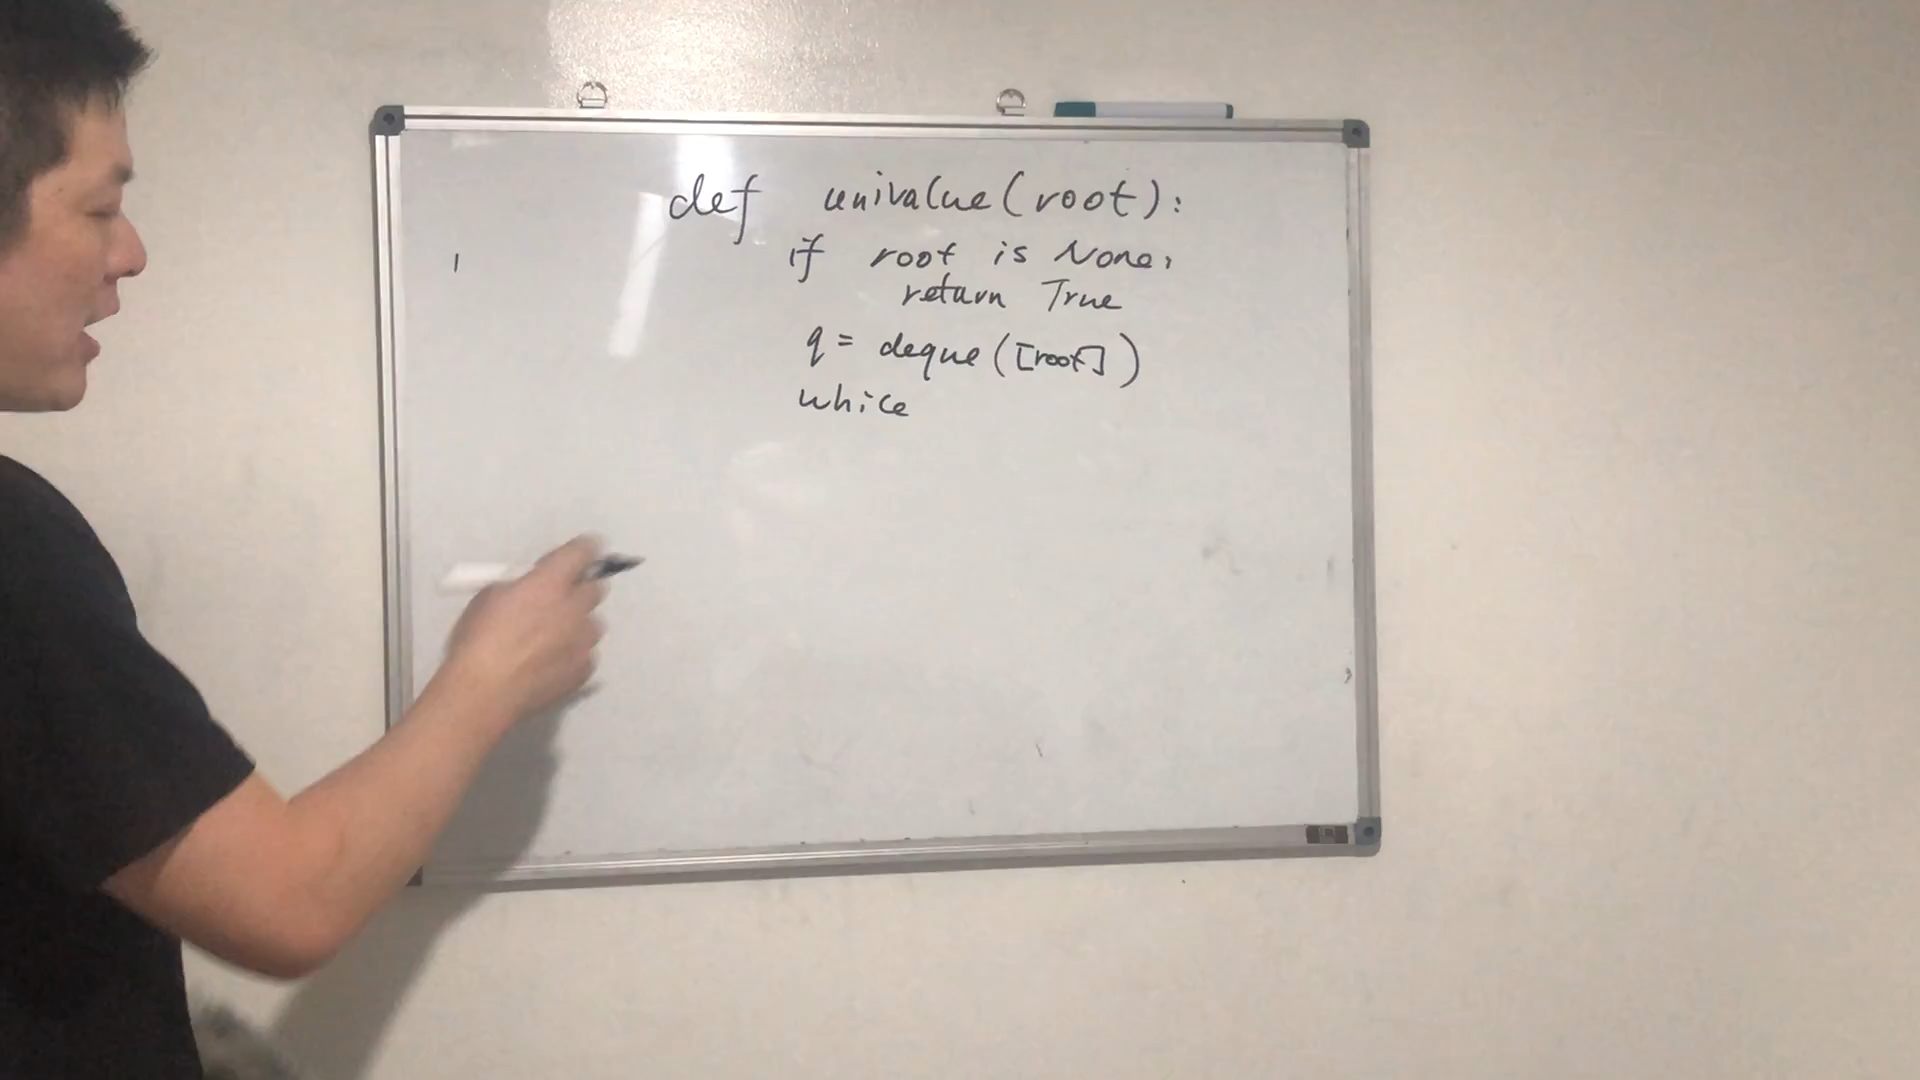 def univalue(root):
if root is None:
return True
q = deque([root])
while